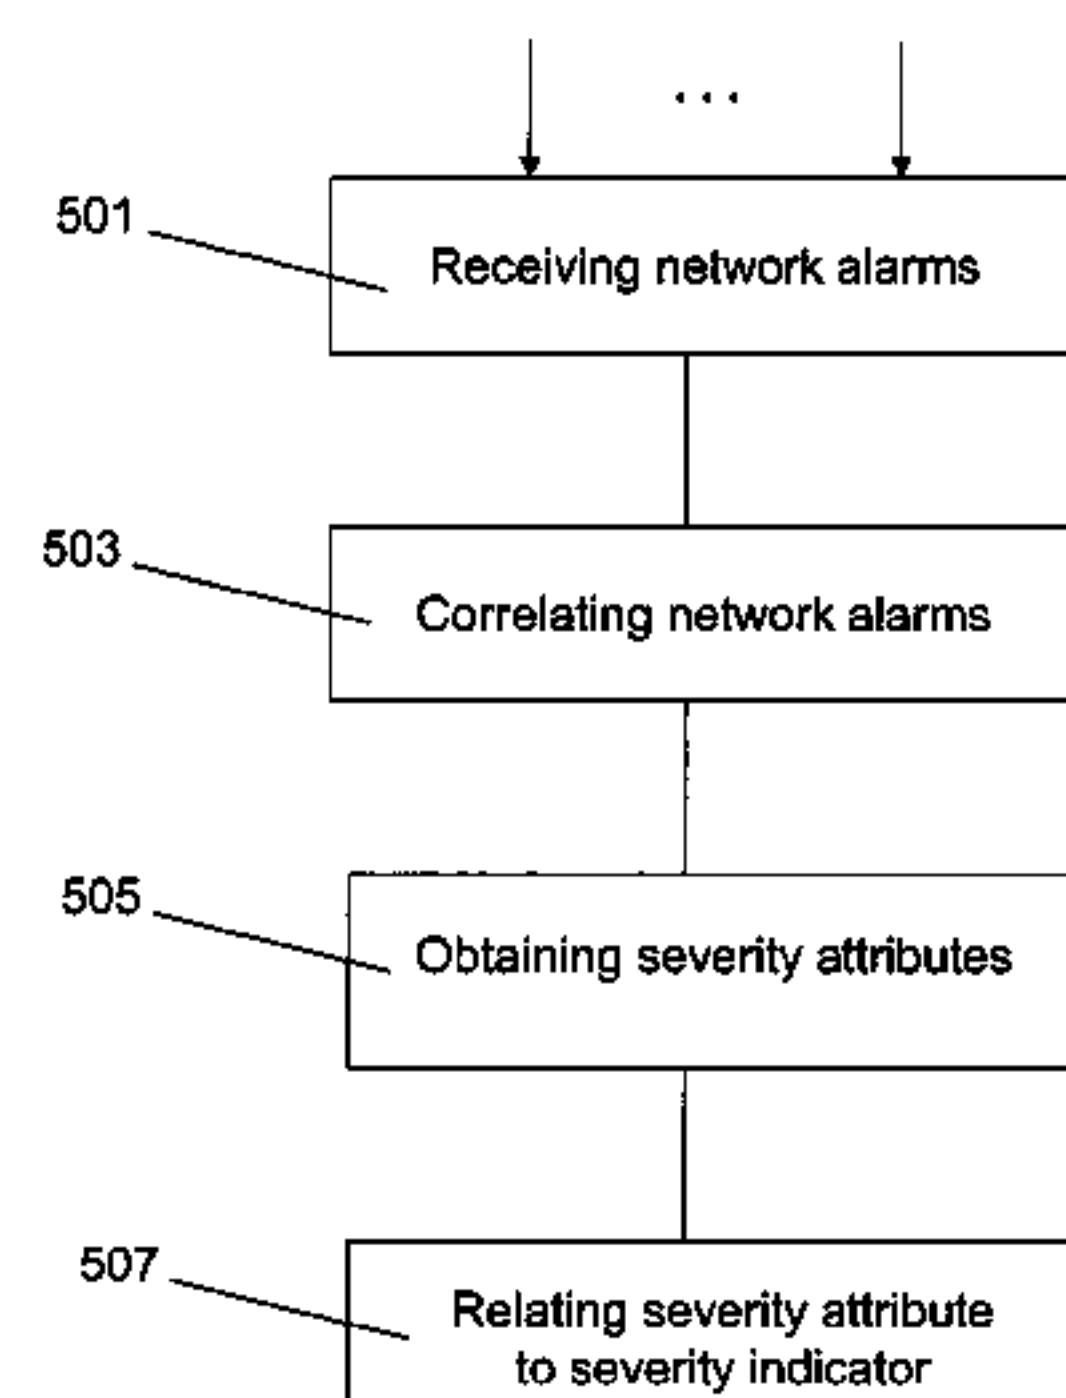 ...
501
Receiving network alarms
503
Correlating network alarms
505
Obtaining severity attributes
507
Relating severity attribute
to severity indicator